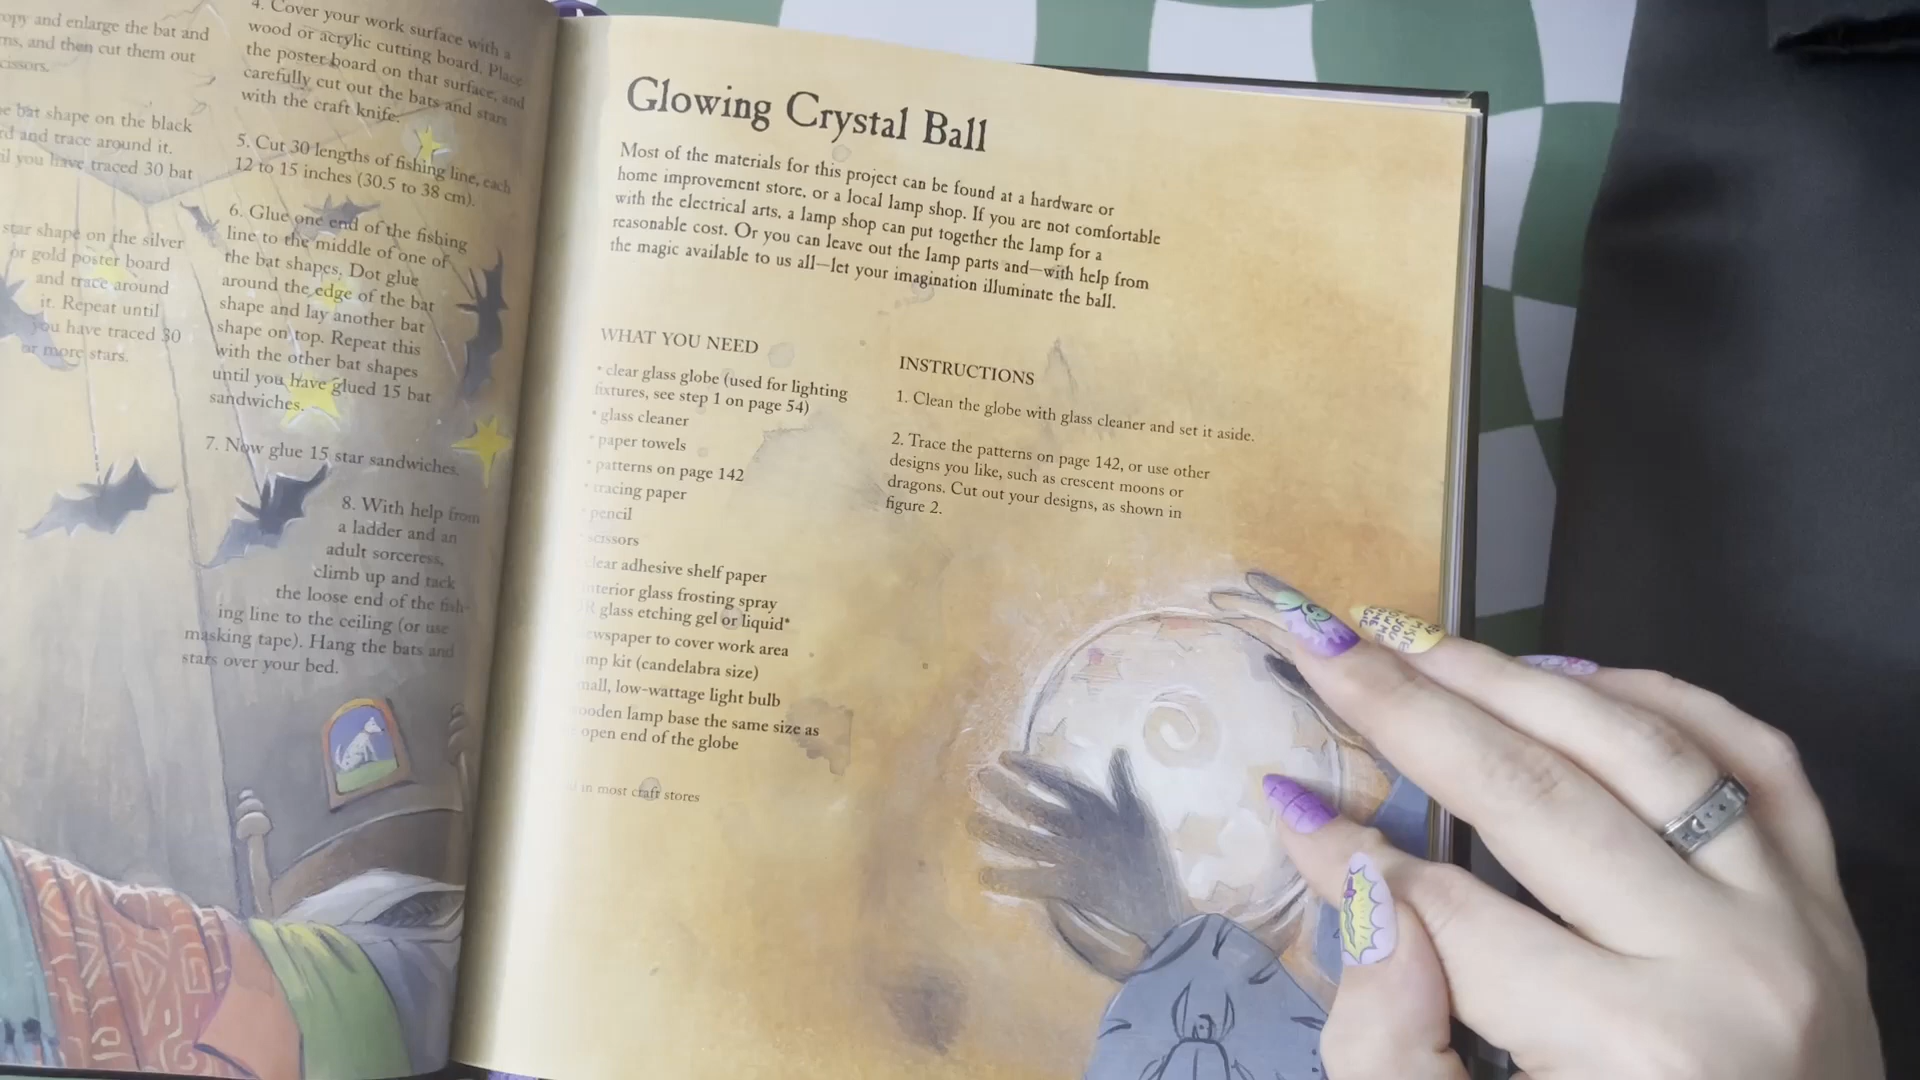 opy and enlarge the bat and
ns, and then cut them out
cissors.
e bat shape on the black
rd and trace around it.
il you have traced 30 bat
star shape on the silver
or gold poster board
and trace around
it. Repeat until
you have traced 30
or more stars.
4. Cover your work surface with a
wood or acrylic cutting board. Place
the poster board on that surface, and
carefully cut out the bats and stars
with the craft knife.
5. Cut 30 lengths of fishing line, each
12 to 15 inches (30.5 to 38 cm).
6. Glue one end of the fishing
line to the middle of one of
the bat shapes. Dot glue
around the edge of the bat
shape and lay another bat
shape on top. Repeat this
with the other bat shapes
until you have glued 15 bat
sandwiches.
7. Now glue 15 star sandwiches.
8. With help from
a ladder and an
adult sorceress,
climb up and tack
the loose end of the fish-
ing line to the ceiling (or use
masking tape). Hang the bats and
stars over your bed.
Glowing Crystal Ball
Most of the materials for this project can be found at a hardware or
home improvement store, or a local lamp shop. If you are not comfortable
with the electrical arts, a lamp shop can put together the lamp for a
reasonable cost. Or you can leave out the lamp parts and—with help from
the magic available to us all—let your imagination illuminate the ball.
WHAT YOU NEED
• clear glass globe (used for lighting
fixtures, see step 1 on page 54)
• glass cleaner
• paper towels
• patterns on page 142
• tracing paper
• pencil
• scissors
clear adhesive shelf paper
interior glass frosting spray
OR glass etching gel or liquid*
ewspaper to cover work area
mp kit (candelabra size)
mall, low-wattage light bulb
ooden lamp base the same size as
open end of the globe
in most craft stores
INSTRUCTIONS
1. Clean the globe with glass cleaner and set it aside.
2. Trace the patterns on page 142, or use other
designs you like, such as crescent moons or
dragons. Cut out your designs, as shown in
figure 2.